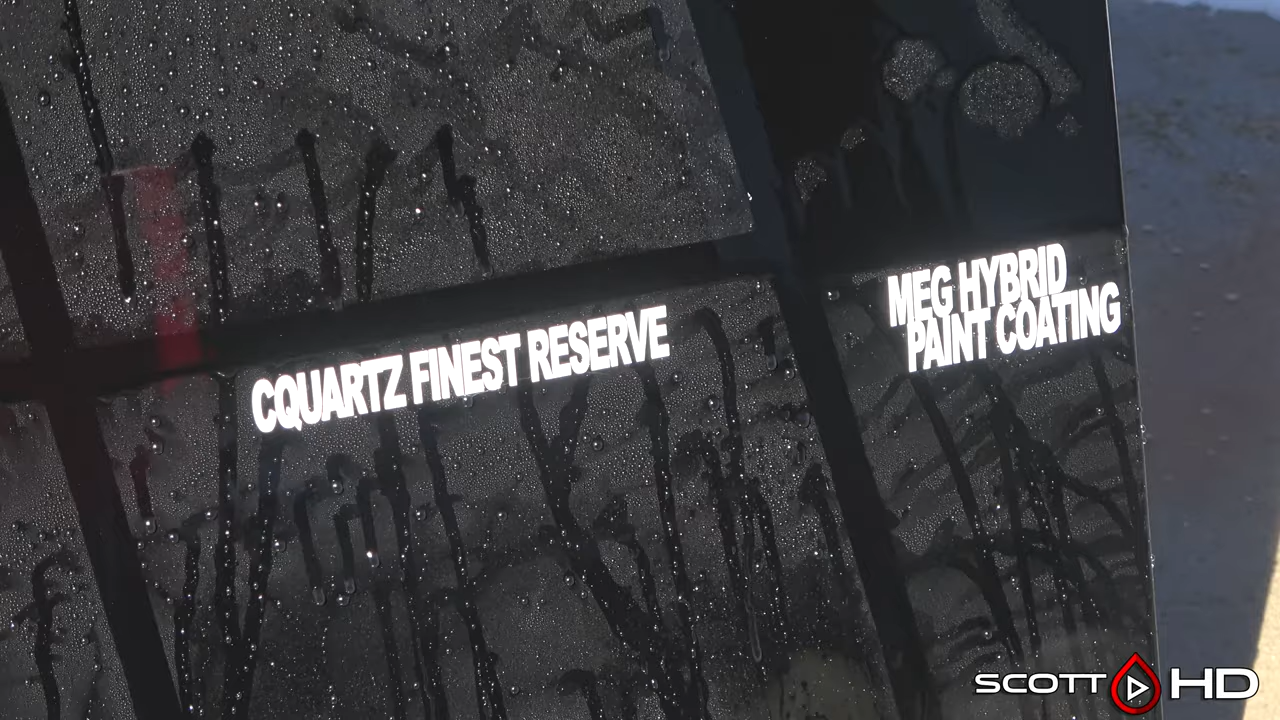 CQUARTZ FINEST RESERVE
MEG HYBRID
PAINT COATING
SCOTT HD